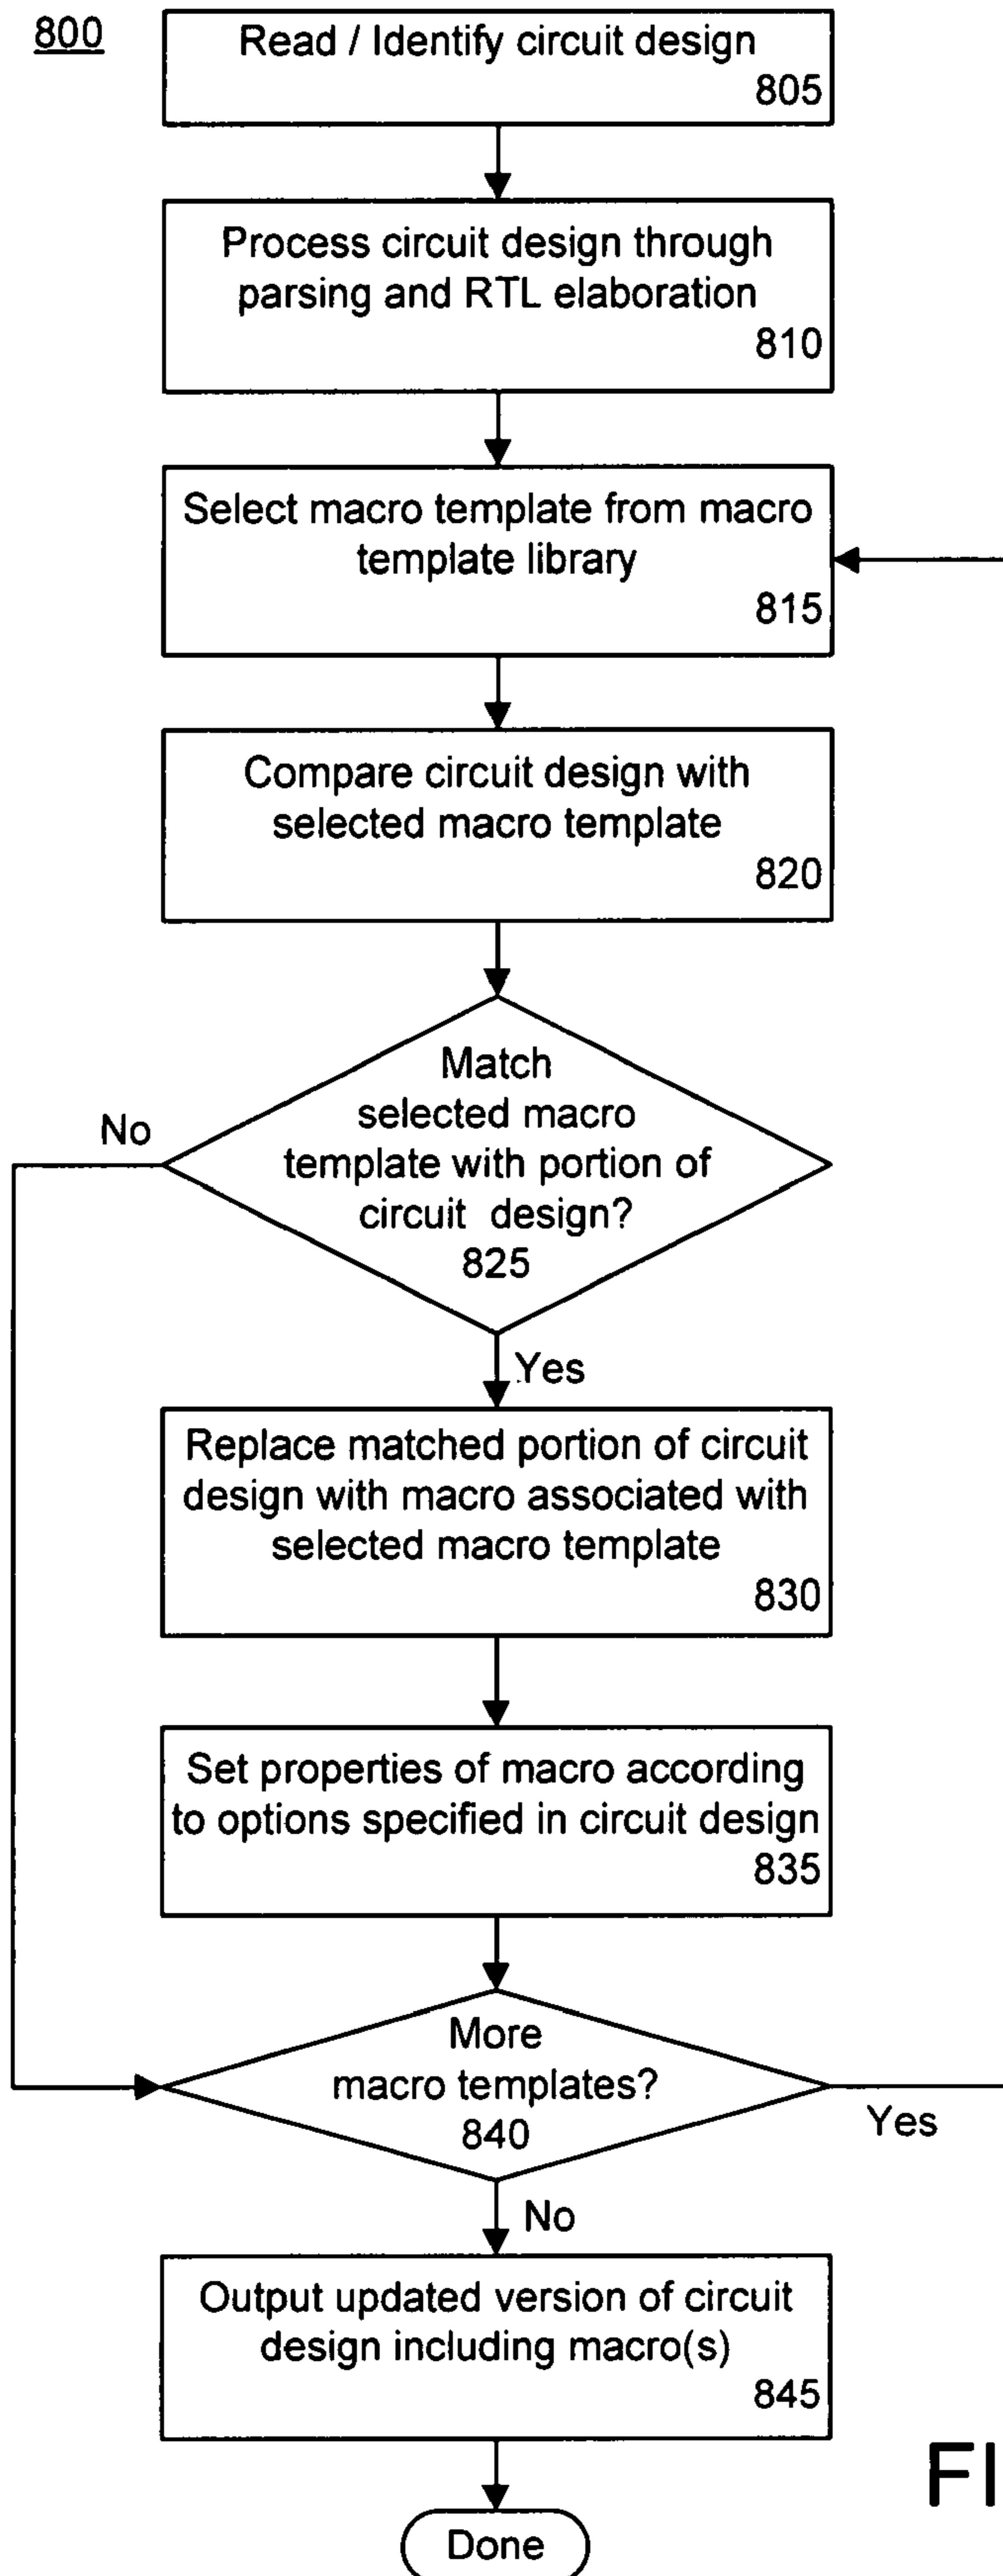 800
Read / Identify circuit design
805
Process circuit design through
parsing and RTL elaboration
810
Select macro template from macro
template library
815
Compare circuit design with
selected macro template
820
Match
selected macro
template with portion of
circuit design?
825
No
Yes
Replace matched portion of circuit
design with macro associated with
selected macro template
830
Set properties of macro according
to options specified in circuit design
835
More
macro templates?
840
Yes
No
Output updated version of circuit
design including macro(s)
845
Done
FI